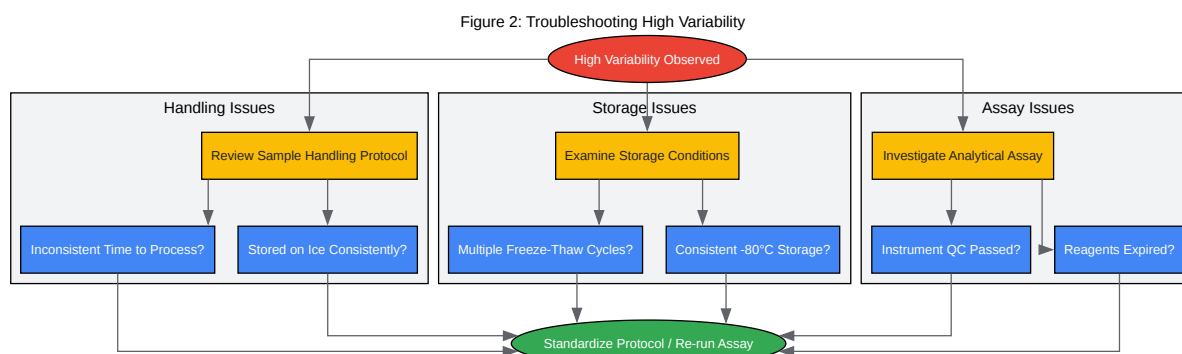 Figure 2: Troubleshooting High Variability
High Variability Observed
Handling Issues
Storage Issues
Assay Issues
Review Sample Handling Protocol
Examine Storage Conditions
Investigate Analytical Assay
Inconsistent Time to Process?
Stored on Ice Consistently?
Multiple Freeze-Thaw Cycles?
Consistent -80°C Storage?
Instrument QC Passed?
Reagents Expired?
Standardize Protocol / Re-run Assay